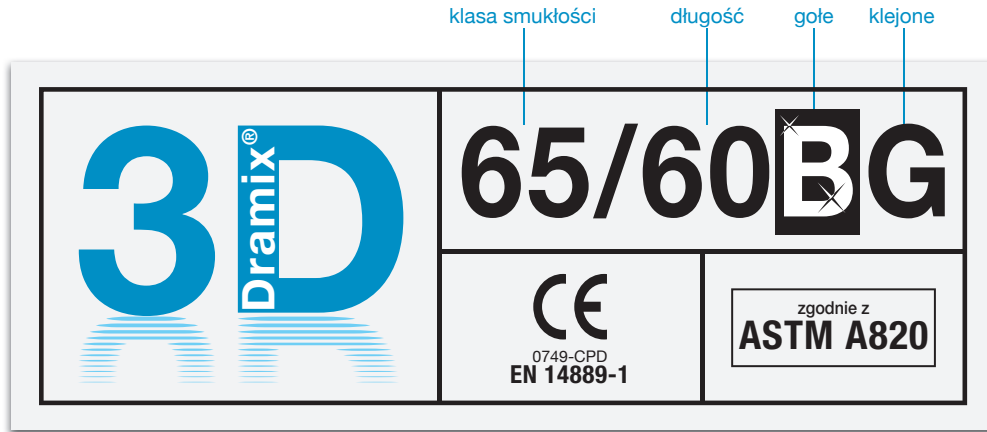 klasa smukłości długość gołe klejone
3D Dramix®
65/60BG
CE
0749-CPD
EN 14889-1
zgodnie z
ASTM A820